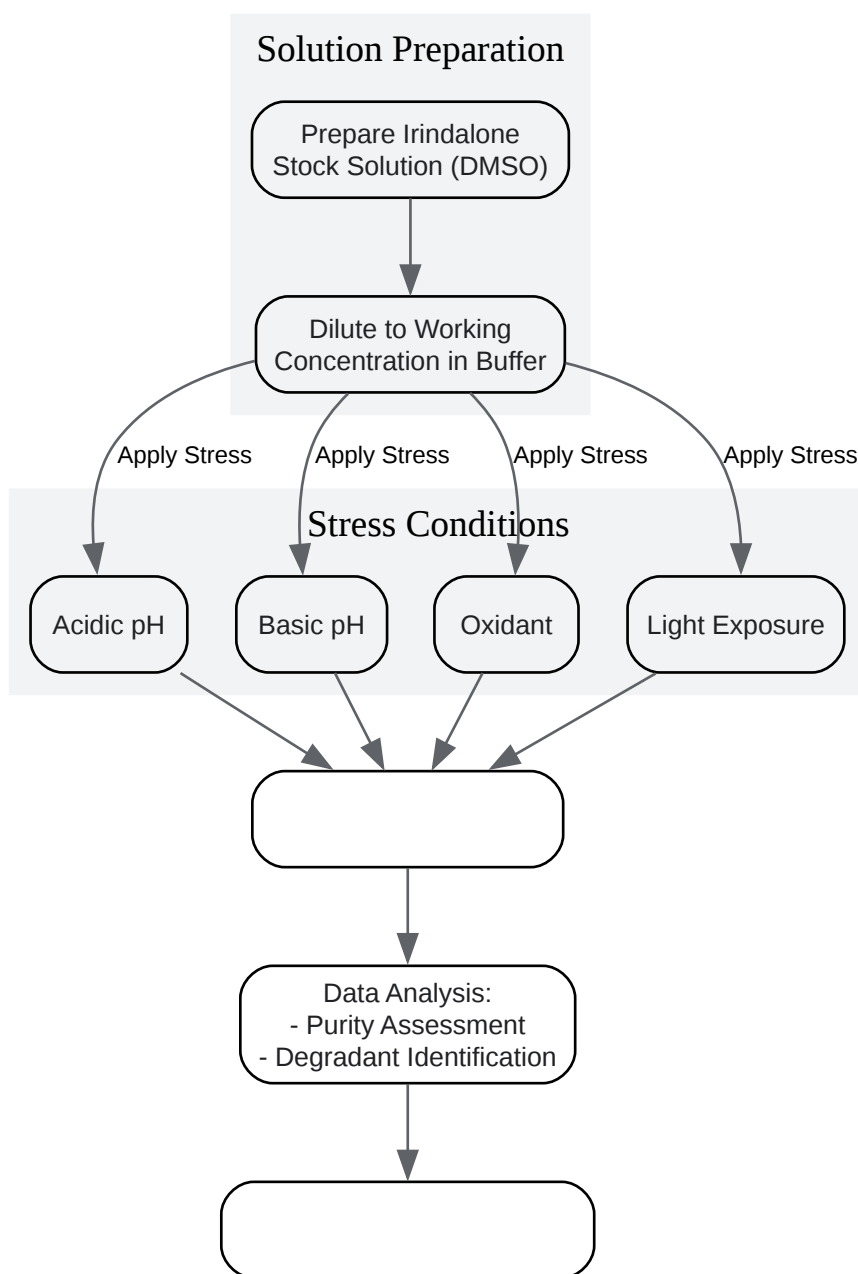 Solution Preparation
Prepare Irindalone
Stock Solution (DMSO)
Dilute to Working
Concentration in Buffer
Apply Stress
Apply Stress
Apply Stress
Apply Stress
Stress Conditions
Acidic pH
Basic pH
Oxidant
Light Exposure
Data Analysis:
- Purity Assessment
- Degradant Identification